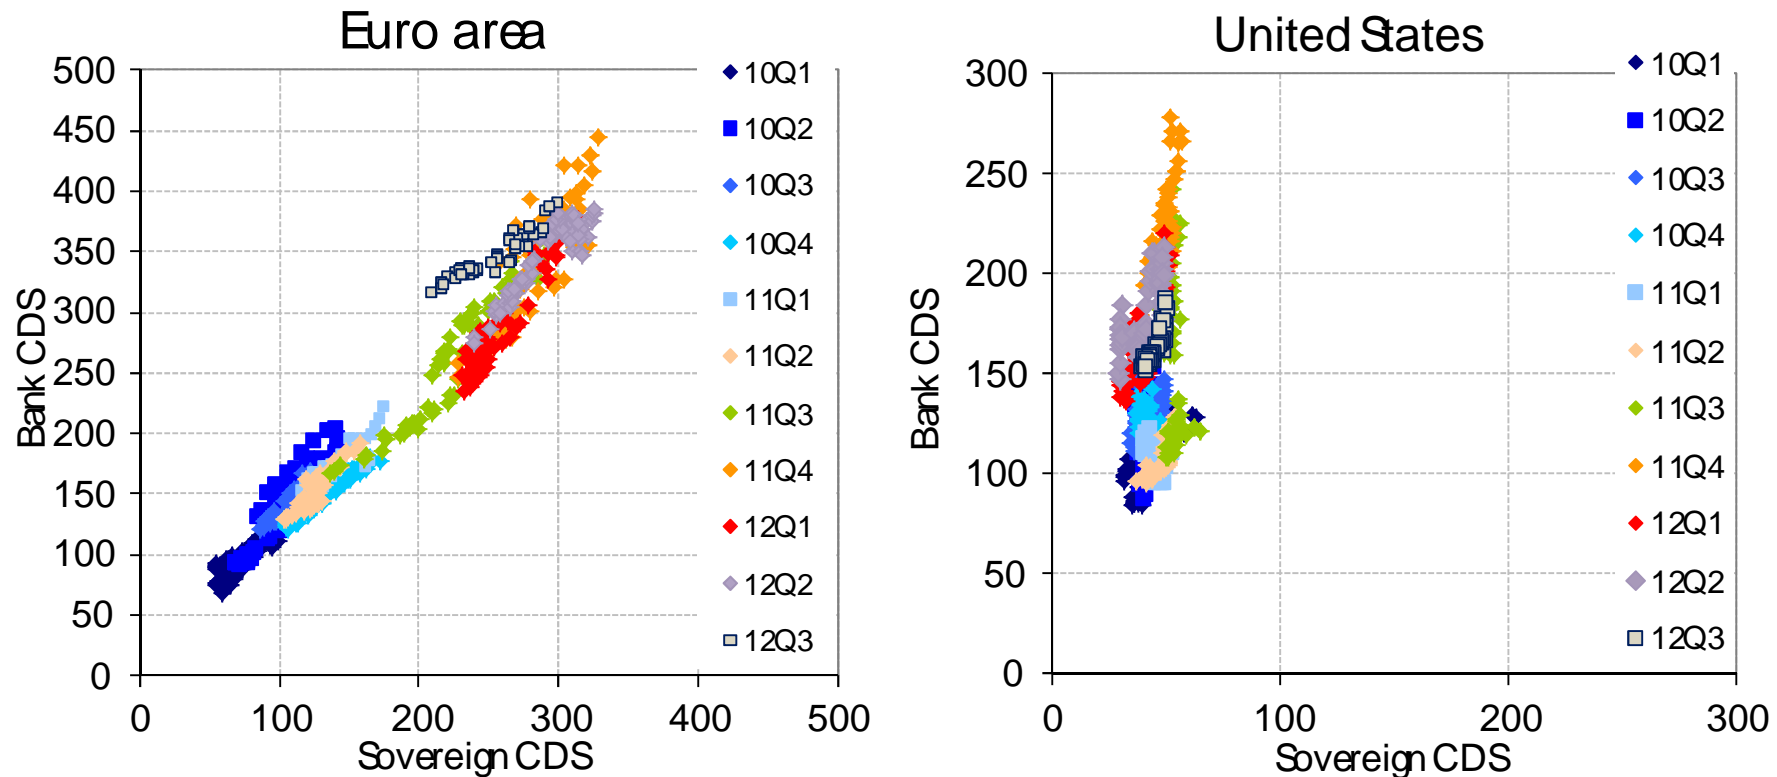 Euro area
500
450
400
350
300
250
200
150
100
50
0
Bank CDS
0 100 200 300 400 500
Sovereign CDS
10Q1
10Q2
10Q3
10Q4
11Q1
11Q2
11Q3
11Q4
12Q1
12Q2
12Q3
United States
300
250
200
150
100
50
0
Bank CDS
0 100 200 300
Sovereign CDS
10Q1
10Q2
10Q3
10Q4
11Q1
11Q2
11Q3
11Q4
12Q1
12Q2
12Q3